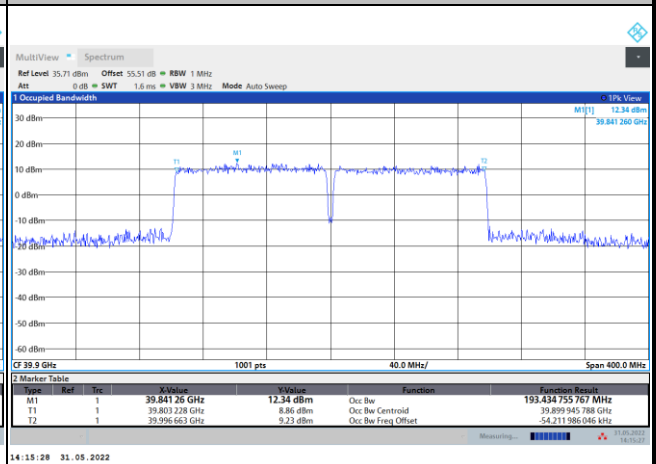 MultiView Spectrum
Ref Level 35.71 dBm Offset 55.51 dB RBW 1 MHz
Att 0 dB SWT 1.6 ms VBW 3 MHz Mode Auto Sweep
1 Occupied Bandwidth 1Pk View
M1[1] 12.34 dBm
39.841 260 GHz
30 dBm
20 dBm
M1
T1
T2
10 dBm
0 dBm
-10 dBm
-20 dBm
-30 dBm
-40 dBm
-50 dBm
-60 dBm
CF 39.9 GHz 1001 pts 40.0 MHz/ Span 400.0 MHz
2 Marker Table
Type Ref Trc X-Value Y-Value Function Function Result
M1 1 39.841 26 GHz 12.34 dBm Occ Bw 193.434 755 767 MHz
T1 1 39.803 228 GHz 8.86 dBm Occ Bw Centroid 39.899 945 788 GHz
T2 1 39.996 663 GHz 9.23 dBm Occ Bw Freq Offset -54.211 986 046 kHz
Measuring... 31.05.2022
14:15:27
14:15:28 31.05.2022